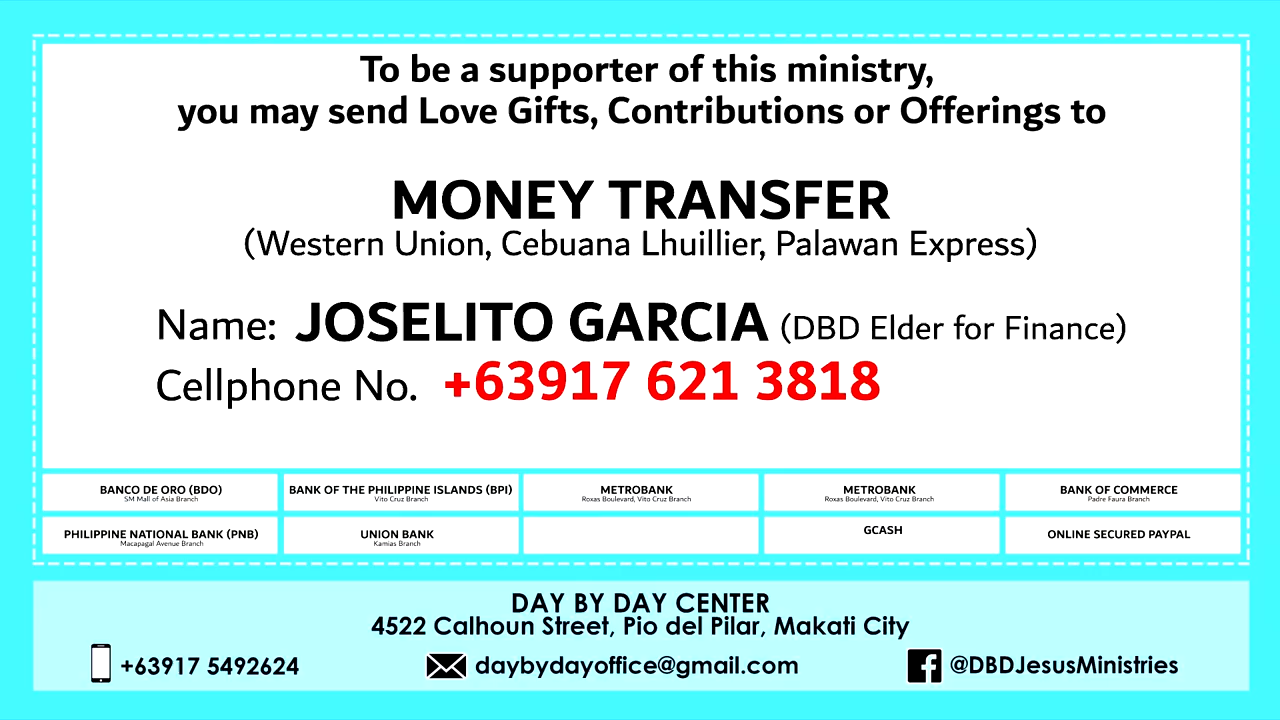 To be a supporter of this ministry,
you may send Love Gifts, Contributions or Offerings to
MONEY TRANSFER
(Western Union, Cebuana Lhuillier, Palawan Express)
Name: JOSELITO GARCIA (DBD Elder for Finance)
Cellphone No. +63917 621 3818
BANCO DE ORO (BDO)
SM Mall of Asia Branch
BANK OF THE PHILIPPINE ISLANDS (BPI)
Vito Cruz Branch
METROBANK
Roxas Boulevard, Vito Cruz Branch
METROBANK
Roxas Boulevard, Vito Cruz Branch
BANK OF COMMERCE
Padre Faura Branch
PHILIPPINE NATIONAL BANK (PNB)
Macapagal Avenue Branch
UNION BANK
Kamias Branch
GCASH
ONLINE SECURED PAYPAL
DAY BY DAY CENTER
4522 Calhoun Street, Pio del Pilar, Makati City
+63917 5492624
daybydayoffice@gmail.com
@DBDJesusMinistries